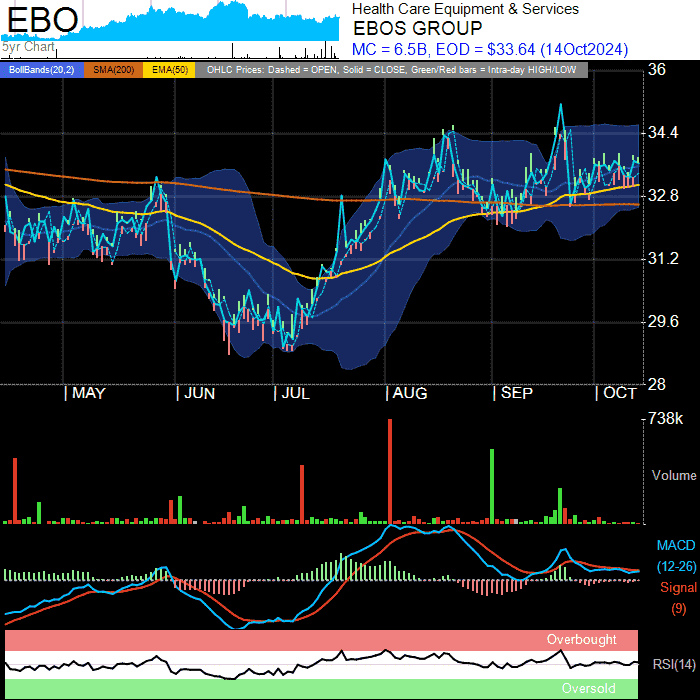 EBO
5yr Chart
Health Care Equipment & Services
EBOS GROUP
MC = 6.5B, EOD = $33.64 (14Oct2024)
BollBands(20,2) SMA(200) EMA(50) OHLC Prices: Dashed = OPEN, Solid = CLOSE, Green/Red bars = Intra-day HIGH/LOW
36
34.4
32.8
31.2
29.6
28
| MAY | JUN | JUL | AUG | SEP | OCT
738k
Volume
MACD
(12-26)
Signal
(9)
Overbought
RSI(14)
Oversold